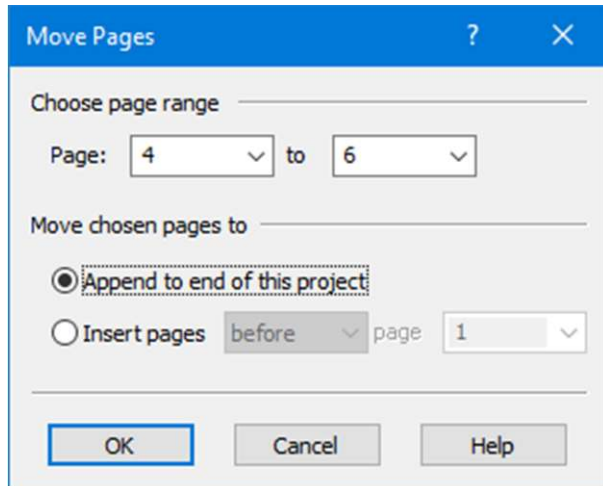 Move Pages ?
Choose page range
Page: 4 to 6
Move chosen pages to
Append to end of this project
Insert pages before page 1
OK Cancel Help